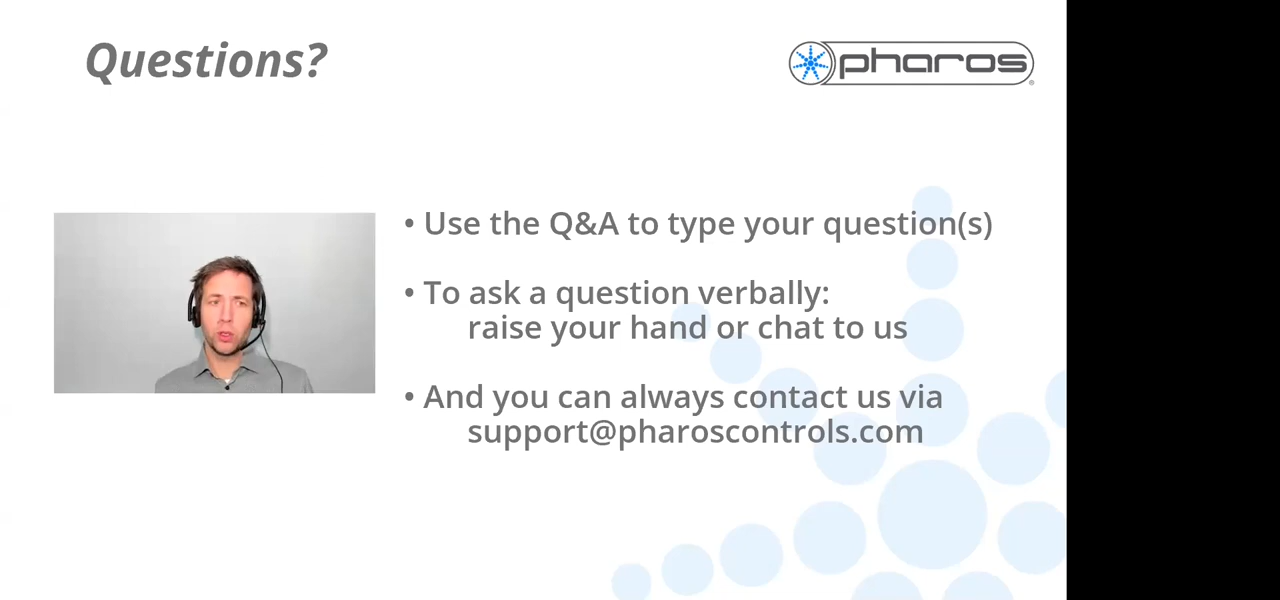 Questions?
pharos
®
• Use the Q&A to type your question(s)
• To ask a question verbally:
raise your hand or chat to us
• And you can always contact us via
support@pharoscontrols.com